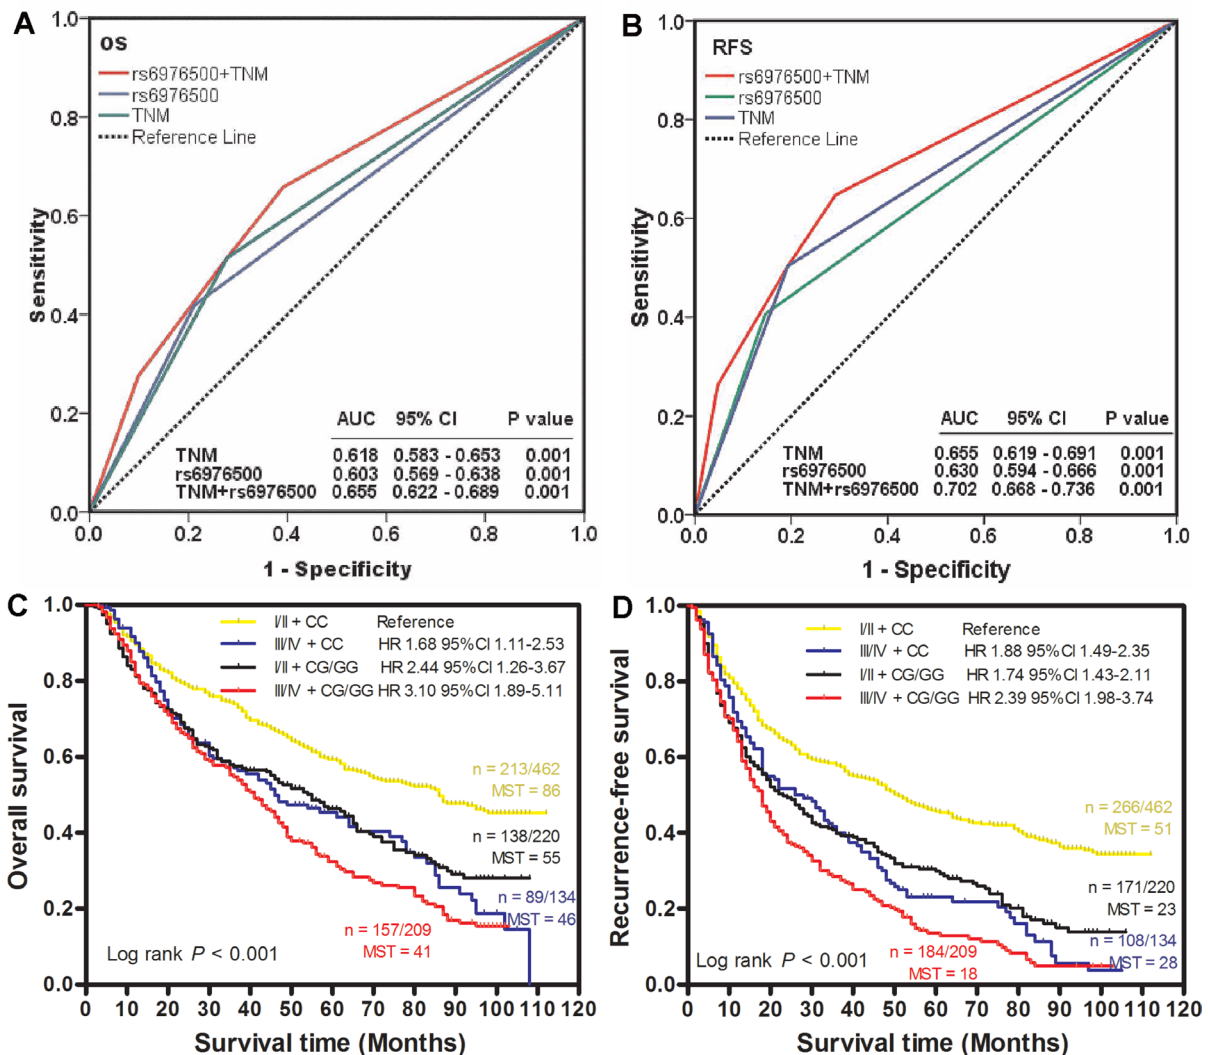 A
OS
rs6976500+TNM
rs6976500
TNM
Reference Line
1.0
0.8
0.6
0.4
0.2
0.0
Sensitivity
AUC 95% CI P value
TNM 0.618 0.583 - 0.653 0.001
rs6976500 0.603 0.569 - 0.638 0.001
TNM+rs6976500 0.655 0.622 - 0.689 0.001
0.0 0.2 0.4 0.6 0.8 1.0
1 - Specificity
B
RFS
rs6976500+TNM
rs6976500
TNM
Reference Line
1.0
0.8
0.6
0.4
0.2
0.0
Sensitivity
AUC 95% CI P value
TNM 0.655 0.619 - 0.691 0.001
rs6976500 0.630 0.594 - 0.666 0.001
TNM+rs6976500 0.702 0.668 - 0.736 0.001
0.0 0.2 0.4 0.6 0.8 1.0
1 - Specificity
C
I/II + CC Reference
III/IV + CC HR 1.68 95%CI 1.11-2.53
I/II + CG/GG HR 2.44 95%CI 1.26-3.67
III/IV + CG/GG HR 3.10 95%CI 1.89-5.11
1.0
0.8
0.6
0.4
0.2
0.0
Overall survival
n = 213/462
MST = 86
n = 138/220
MST = 55
n = 89/134
MST = 46
n = 157/209
MST = 41
Log rank P < 0.001
0 10 20 30 40 50 60 70 80 90 100 110 120
Survival time (Months)
D
I/II + CC Reference
III/IV + CC HR 1.88 95%CI 1.49-2.35
I/II + CG/GG HR 1.74 95%CI 1.43-2.11
III/IV + CG/GG HR 2.39 95%CI 1.98-3.74
1.0
0.8
0.6
0.4
0.2
0.0
Recurrence-free survival
n = 266/462
MST = 51
n = 171/220
MST = 23
n = 108/134
MST = 28
n = 184/209
MST = 18
Log rank P < 0.001
0 10 20 30 40 50 60 70 80 90 100 110 120
Survival time (Months)